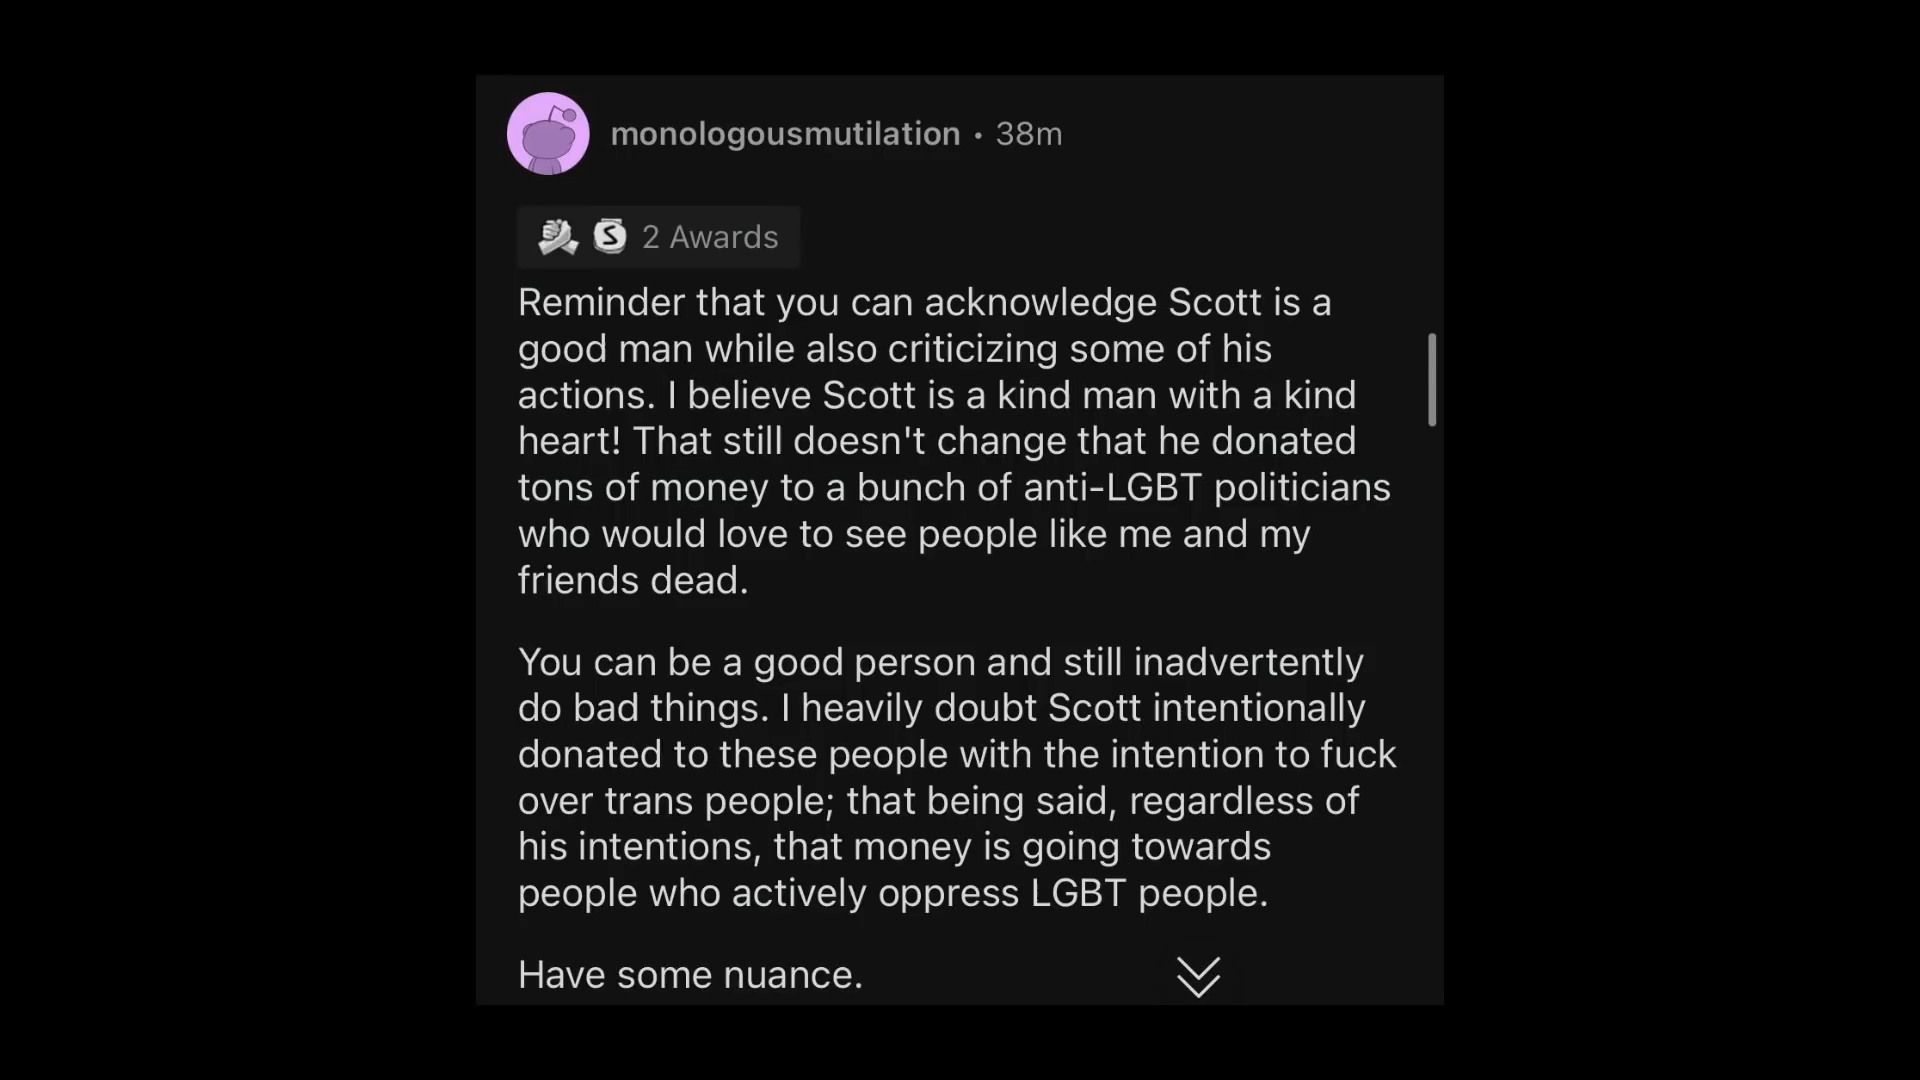 monologousmutilation • 38m
2 Awards
Reminder that you can acknowledge Scott is a
good man while also criticizing some of his
actions. I believe Scott is a kind man with a kind
heart! That still doesn't change that he donated
tons of money to a bunch of anti-LGBT politicians
who would love to see people like me and my
friends dead.
You can be a good person and still inadvertently
do bad things. I heavily doubt Scott intentionally
donated to these people with the intention to fuck
over trans people; that being said, regardless of
his intentions, that money is going towards
people who actively oppress LGBT people.
Have some nuance.